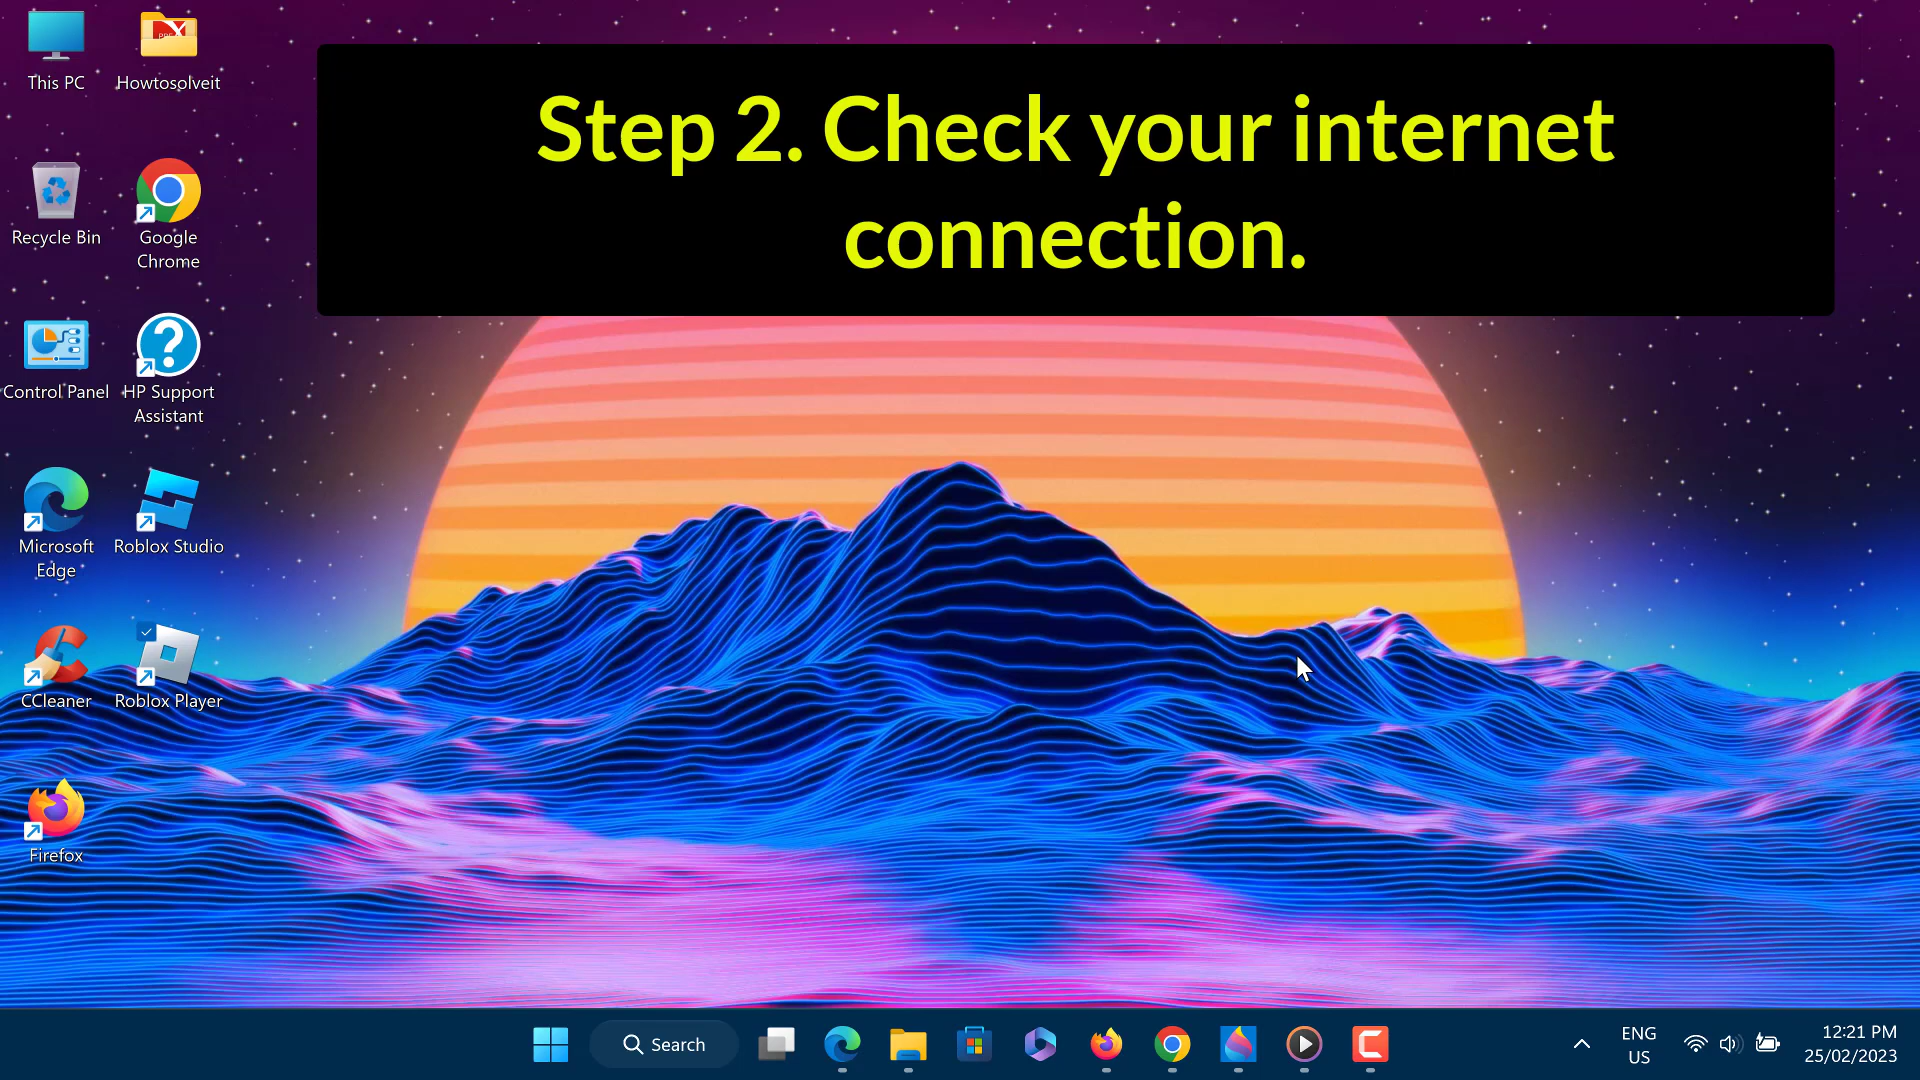 Step 2. Check your internet
connection.
This PC
Howtosolveit
Recycle Bin
Google
Chrome
Control Panel
HP Support
Assistant
Microsoft
Edge
Roblox Studio
CCleaner
Roblox Player
Firefox
Search
ENG
US
12:21 PM
25/02/2023